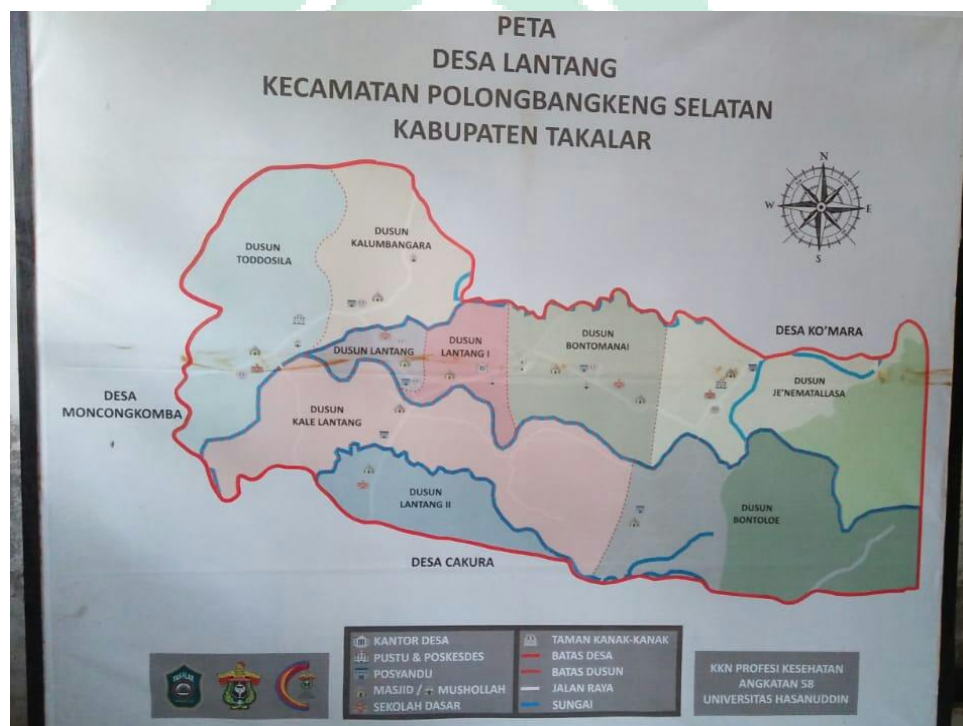 PETA
DESA LANTANG
KECAMATAN POLONGBANGKENG SELATAN
KABUPATEN TAKALAR
N
W
E
S
DUSUN
TODDOSILA
DUSUN
KALUMBANGARA
DUSUN LANTANG
DUSUN
LANTANG I
DUSUN
BONTOMANAI
DESA KO'MARA
DUSUN
JE'NEMATALLASA
DESA
MONCONGKOMBA
DUSUN
KALE LANTANG
DUSUN
LANTANG II
DUSUN
BONTOLOE
DESA CAKURA
KANTOR DESA
PUSTU & POSKESDES
POSYANDU
MASJID / MUSHOLLAH
SEKOLAH DASAR
TAMAN KANAK-KANAK
BATAS DESA
BATAS DUSUN
JALAN RAYA
SUNGAI
KKN PROFESI KESEHATAN
ANGKATAN 58
UNIVERSITAS HASANUDDIN